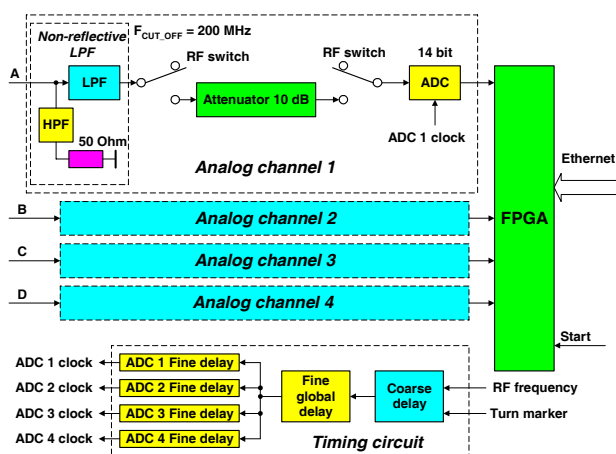 Non-reflective
LPF
F CUT_OFF = 200 MHz
A
LPF
RF switch
RF switch
14 bit
ADC
Attenuator 10 dB
HPF
50 Ohm
ADC 1 clock
Analog channel 1
Ethernet
FPGA
B
Analog channel 2
C
Analog channel 3
D
Analog channel 4
Start
ADC 1 clock
ADC 1 Fine delay
ADC 2 clock
ADC 2 Fine delay
ADC 3 clock
ADC 3 Fine delay
ADC 4 clock
ADC 4 Fine delay
Fine
global
delay
Coarse
delay
RF frequency
Turn marker
Timing circuit